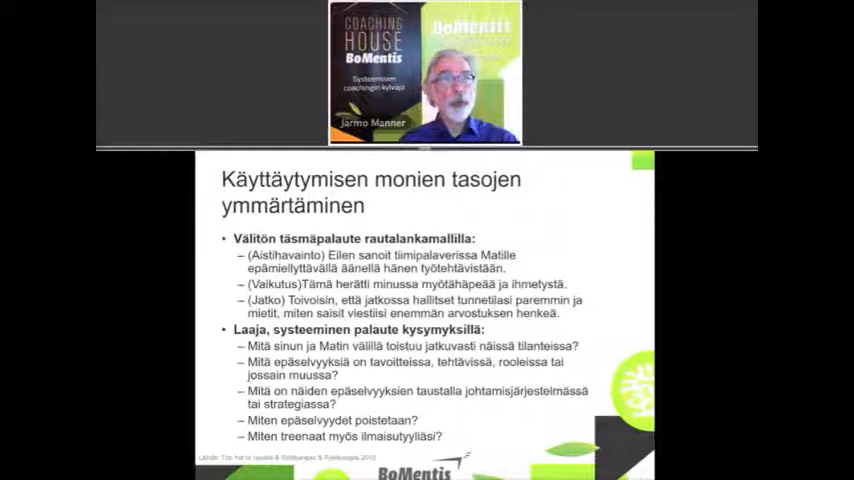 COACHING
HOUSE
BoMentis
Systeemisen
coachingin kylväjä
BoMentis
Jarmo Manner
Käyttäytymisen monien tasojen
ymmärtäminen
• Välitön täsmäpalaute rautalankamallilla:
– (Aistihavainto) Eilen sanoit tiimipalaverissa Matille
epämiellyttävällä äänellä hänen työtehtävistään.
– (Vaikutus)Tämä herätti minussa myötähäpeää ja ihmetystä.
– (Jatko) Toivoisin, että jatkossa hallitset tunnetilasi paremmin ja
mietit, miten saisit viestiisi enemmän arvostuksen henkeä.
• Laaja, systeeminen palaute kysymyksillä:
– Mitä sinun ja Matin välillä toistuu jatkuvasti näissä tilanteissa?
– Mitä epäselvyyksiä on tavoitteissa, tehtävissä, rooleissa tai
jossain muussa?
– Mitä on näiden epäselvyyksien taustalla johtamisjärjestelmässä
tai strategiassa?
– Miten epäselvyydet poistetaan?
– Miten treenaat myös ilmaisutyyliäsi?
BoMentis